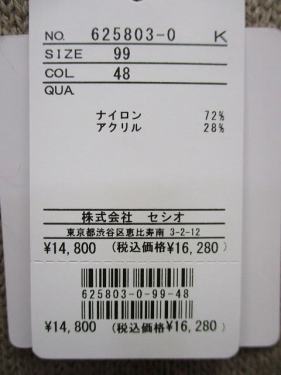 NO. 625803-0 K
SIZE 99
COL 48
QUA
ナイロン 72%
アクリル 28%
株式会社 セシオ
東京都渋谷区恵比寿南 3-2-12
¥14,800 (税込価格¥16,280)
625803-0-99-48
¥14,800 (税込価格¥16,280)